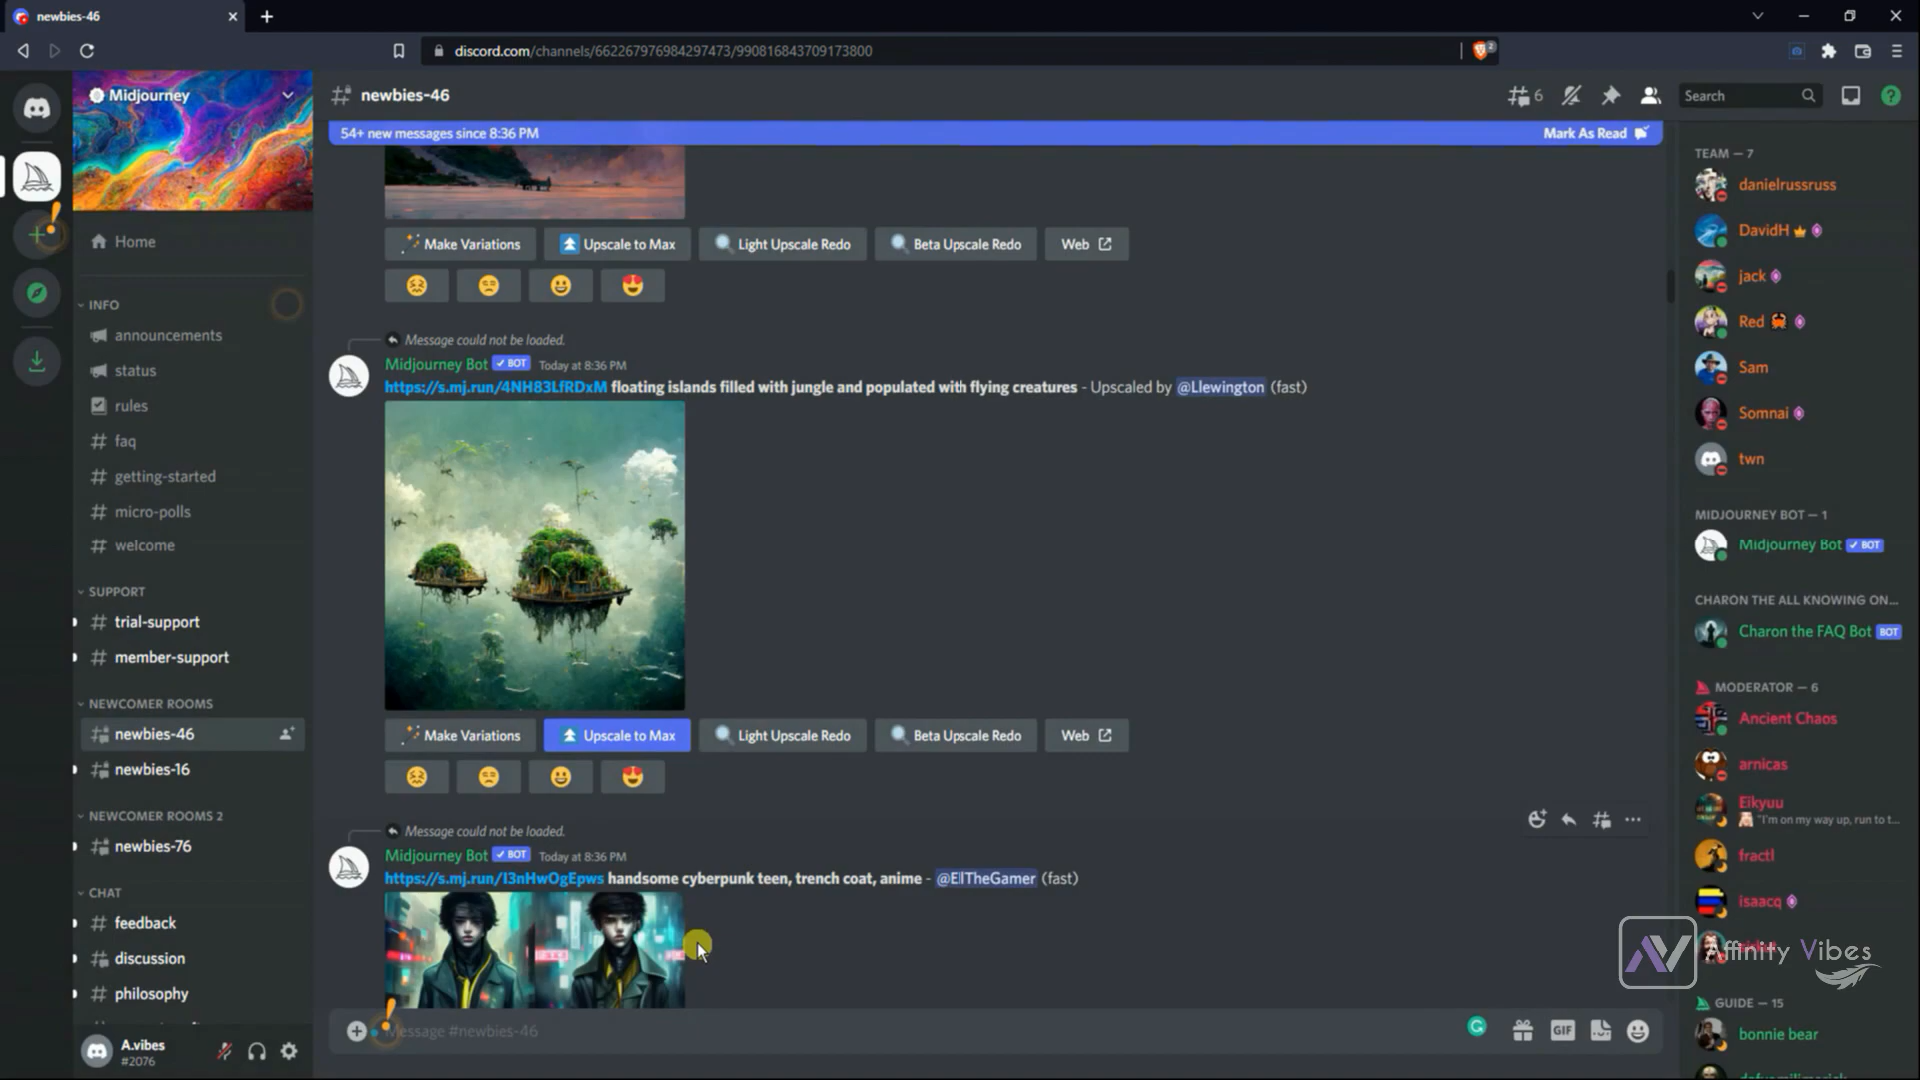 newbies-46
discord.com/channels/662267976984297473/990816843709173800
2
Midjourney
newbies-46
6
Search
54+ new messages since 8:36 PM
Mark As Read
Home
INFO
announcements
status
rules
faq
getting-started
micro-polls
welcome
SUPPORT
trial-support
member-support
NEWCOMER ROOMS
newbies-46
newbies-16
NEWCOMER ROOMS 2
newbies-76
CHAT
feedback
discussion
philosophy
A.vibes
#2076
Make Variations Upscale to Max Light Upscale Redo Beta Upscale Redo Web
Message could not be loaded.
Midjourney Bot BOT Today at 8:36 PM
https://s.mj.run/4NH83LfRDxM floating islands filled with jungle and populated with flying creatures - Upscaled by @Llewington (fast)
Make Variations Upscale to Max Light Upscale Redo Beta Upscale Redo Web
Message could not be loaded.
Midjourney Bot BOT Today at 8:36 PM
https://s.mj.run/I3nHwOgEpws handsome cyberpunk teen, trench coat, anime - @EllTheGamer (fast)
Message #newbies-46
GIF
TEAM — 7
danielrussruss
DavidH
jack
Red
Sam
Somnai
twn
MIDJOURNEY BOT — 1
Midjourney Bot BOT
CHARON THE ALL KNOWING ON...
Charon the FAQ Bot BOT
MODERATOR — 6
Ancient Chaos
arnicas
Eikyuu
"I'm on my way up, run to t...
fractl
isaacq
Affinity Vibes
GUIDE — 15
bonnie bear